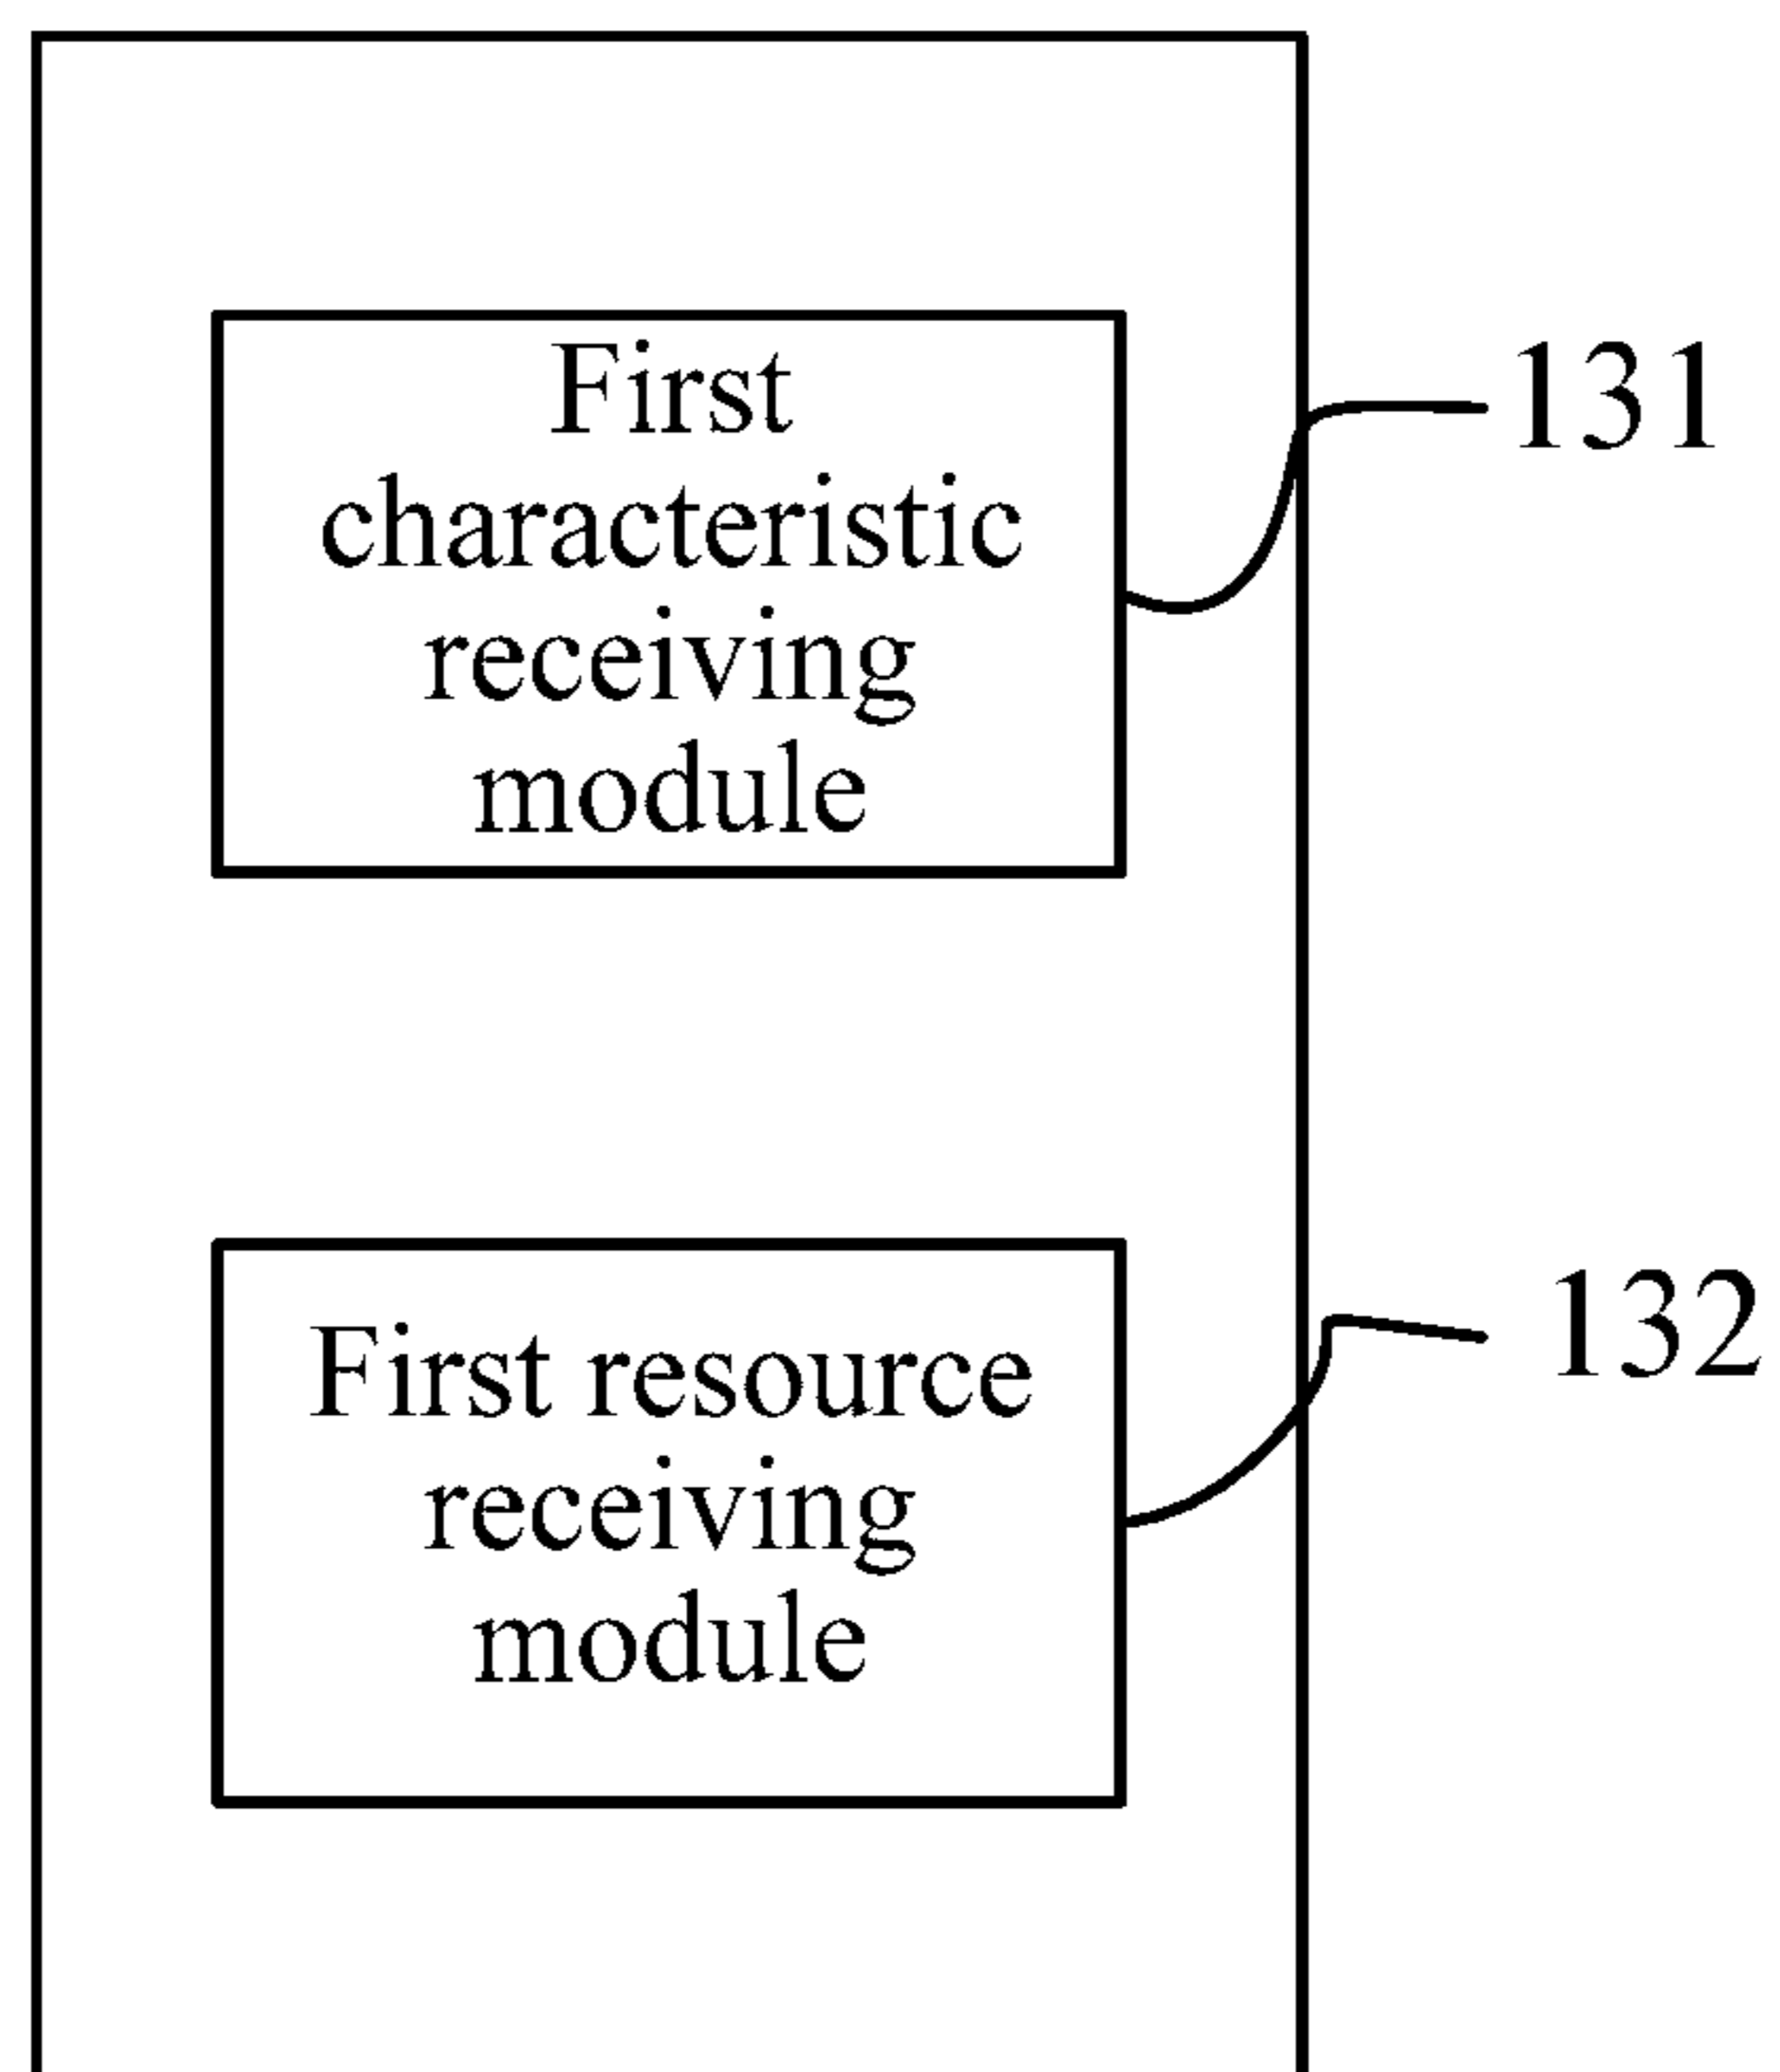 First
characteristic
receiving
module
131
First resource
receiving
module
132